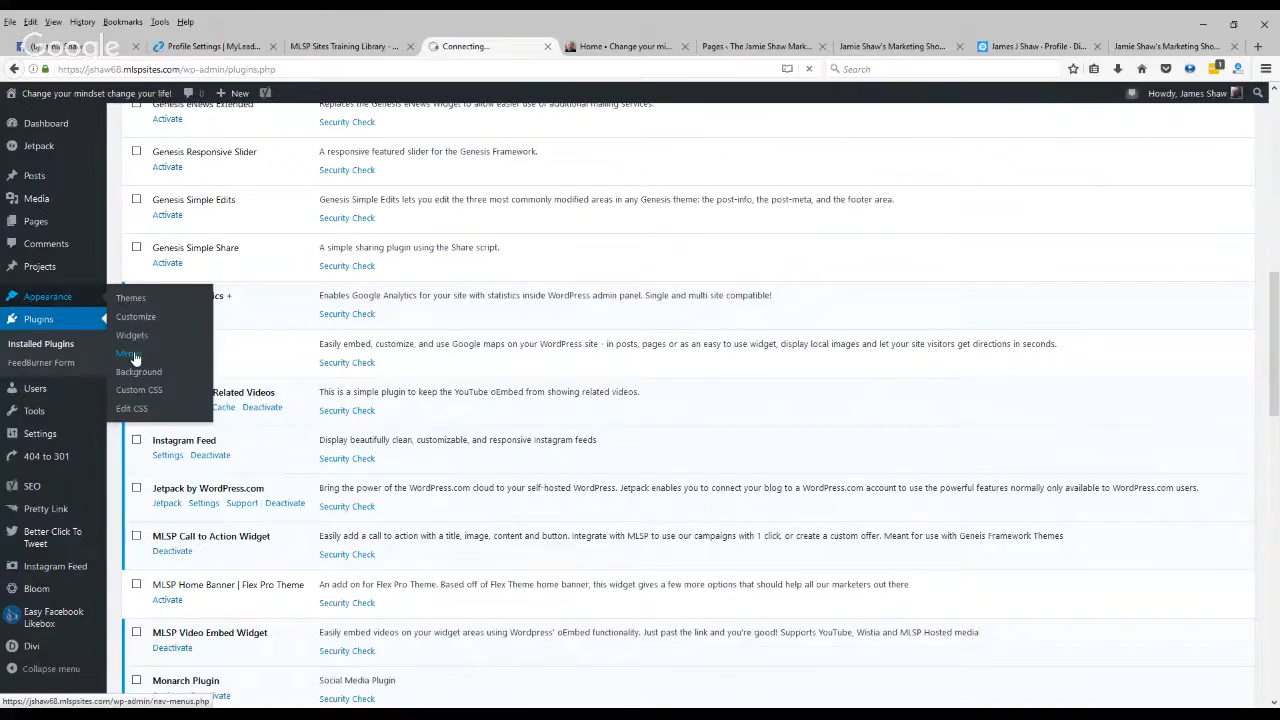 File Edit View History Bookmarks Tools Help
Google
Profile Settings | MyLead...
MLSP Sites Training Library - ...
Connecting...
Home • Change your mi...
Pages ‹ The Jamie Shaw Mark...
Jamie Shaw's Marketing Sho...
James J Shaw - Profile - Di...
Jamie Shaw's Marketing Sho...
https://jshaw68.mlspsites.com/wp-admin/plugins.php
Search
1
Change your mindset change your life! 0 New
Howdy, James Shaw
Dashboard
Jetpack
Posts
Media
Pages
Comments
Projects
Appearance
Plugins
Installed Plugins
FeedBurner Form
Users
Tools
Settings
404 to 301
SEO
Pretty Link
Better Click To
Tweet
Instagram Feed
Bloom
Easy Facebook
Likebox
Divi
Collapse menu
Themes
Customize
Widgets
Background
Custom CSS
Edit CSS
Genesis eNews Extended
Replaces the Genesis eNews Widget to allow easier use of additional mailing services.
Activate
Security Check
Genesis Responsive Slider
A responsive featured slider for the Genesis Framework.
Activate
Security Check
Genesis Simple Edits
Genesis Simple Edits lets you edit the three most commonly modified areas in any Genesis theme: the post-info, the post-meta, and the footer area.
Activate
Security Check
Genesis Simple Share
A simple sharing plugin using the Share script.
Activate
Security Check
Enables Google Analytics for your site with statistics inside WordPress admin panel. Single and multi site compatible!
Security Check
Easily embed, customize, and use Google maps on your WordPress site - in posts, pages or as an easy to use widget, display local images and let your site visitors get directions in seconds.
Security Check
Related Videos
This is a simple plugin to keep the YouTube oEmbed from showing related videos.
Cache Deactivate
Security Check
Instagram Feed
Display beautifully clean, customizable, and responsive Instagram feeds
Settings Deactivate
Security Check
Jetpack by WordPress.com
Bring the power of the WordPress.com cloud to your self-hosted WordPress. Jetpack enables you to connect your blog to a WordPress.com account to use the powerful features normally only available to WordPress.com users.
Jetpack Settings Support | Deactivate
Security Check
MLSP Call to Action Widget
Easily add a call to action with a title, image, content and button. Integrate with MLSP to use our campaigns with 1 click, or create a custom offer. Meant for use with Geneis Framework Themes
Deactivate
Security Check
MLSP Home Banner | Flex Pro Theme
An add on for Flex Pro Theme. Based off of Flex Theme home banner, this widget gives a few more options that should help all our marketers out there
Activate
Security Check
MLSP Video Embed Widget
Easily embed videos on your widget areas using Wordpress' oEmbed functionality. Just past the link and you're good! Supports YouTube, Wistia and MLSP Hosted media
Deactivate
Security Check
Monarch Plugin
Social Media Plugin
Security Check
https://jshaw68.mlspsites.com/wp-admin/nav-menus.php